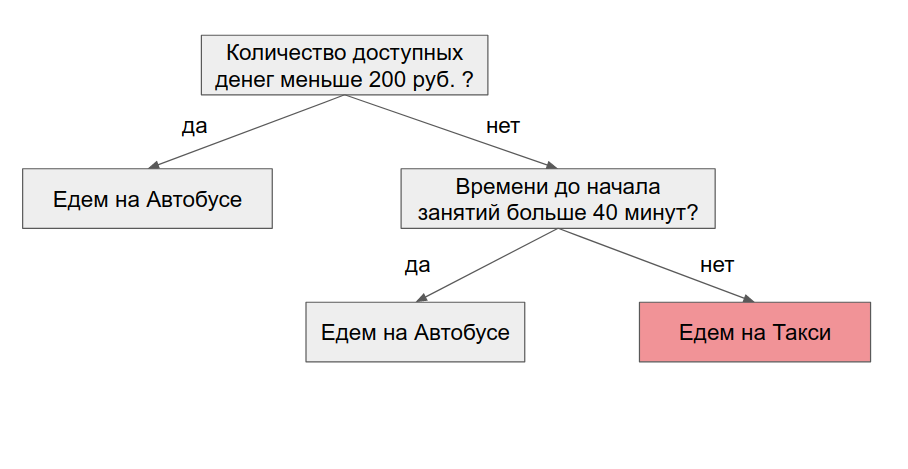 Количество доступных
денег меньше 200 руб. ?
да
нет
Едем на Автобусе
Времени до начала
занятий больше 40 минут?
да
нет
Едем на Автобусе
Едем на Такси